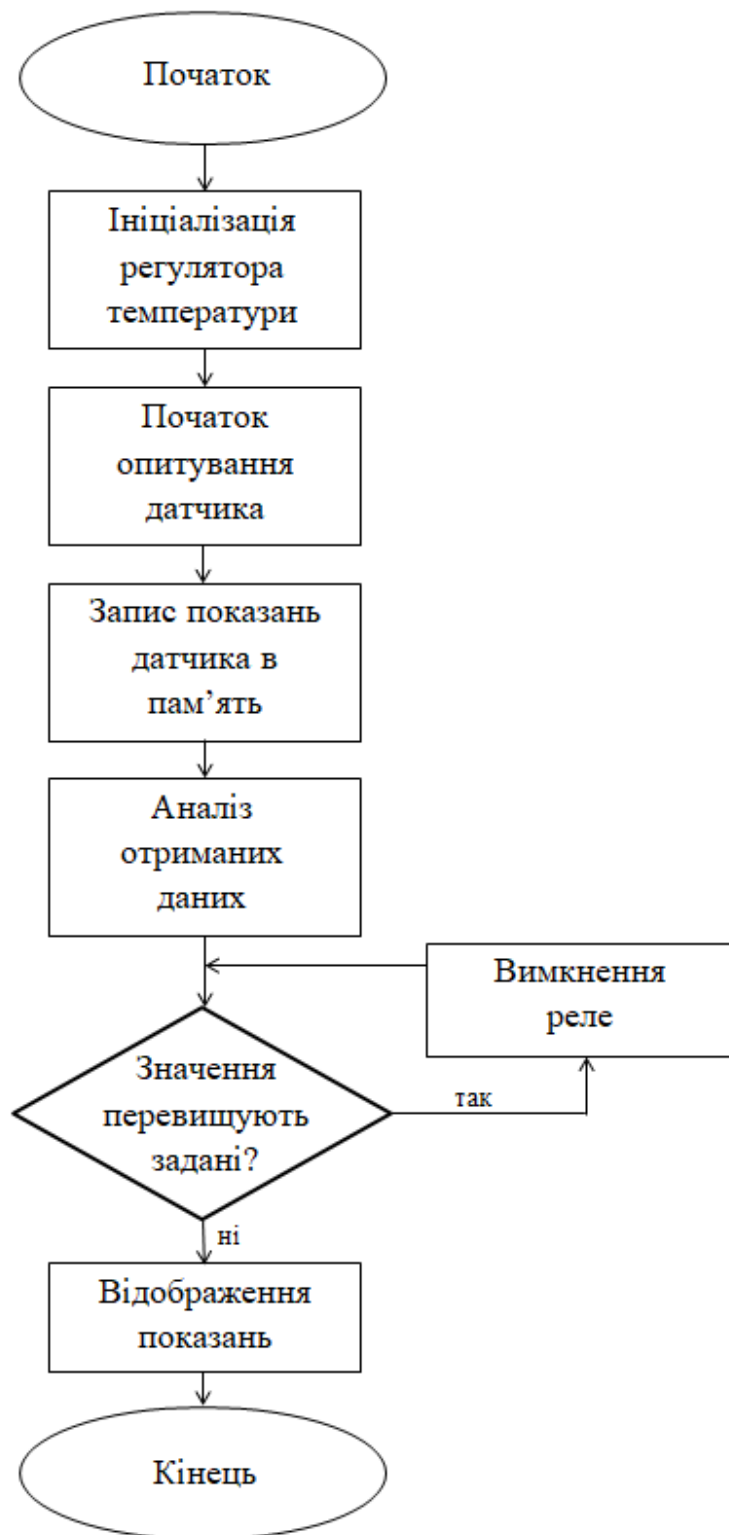 Початок
Ініціалізація
регулятора
температури
Початок
опитування
датчика
Запис показань
датчика в
пам’ять
Аналіз
отриманих
даних
Вимкнення
реле
Значення
перевищують
задані?
так
ні
Відображення
показань
Кінець